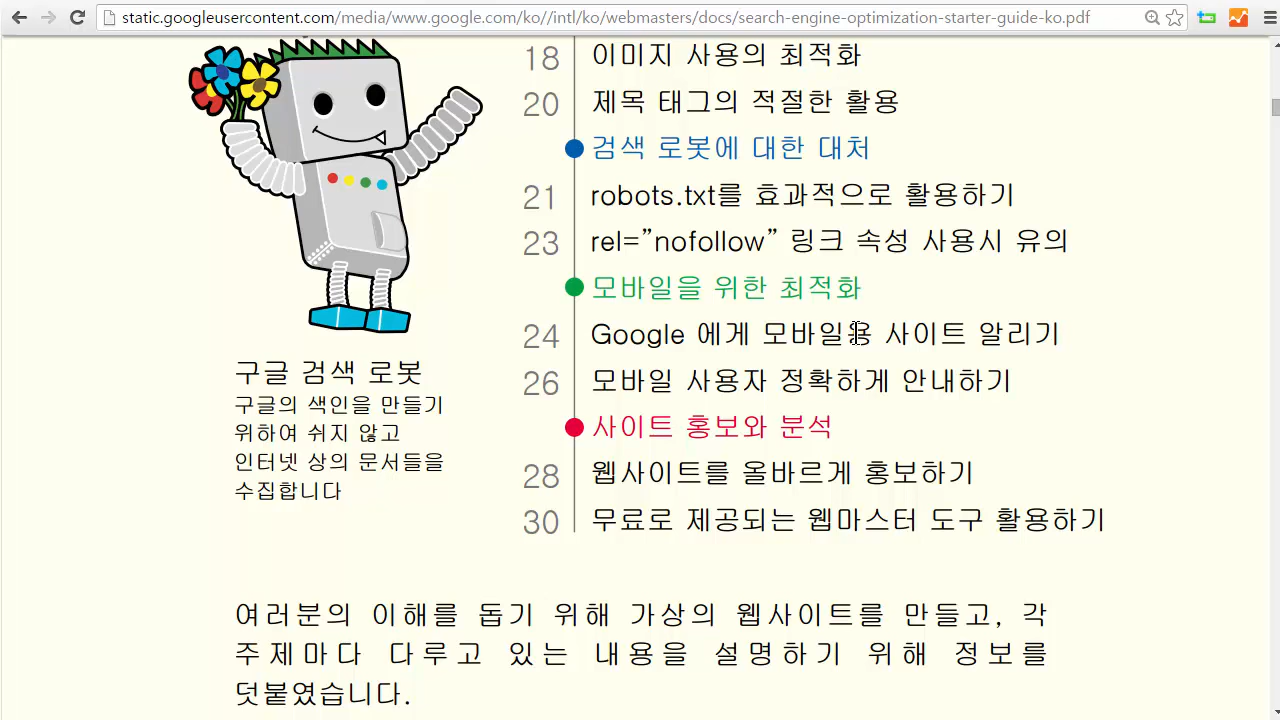 static.googleusercontent.com/media/www.google.com/ko//intl/ko/webmasters/docs/search-engine-optimization-starter-guide-ko.pdf
18 이미지 사용의 최적화
20 제목 태그의 적절한 활용
검색 로봇에 대한 대처
21 robots.txt를 효과적으로 활용하기
23 rel=”nofollow” 링크 속성 사용시 유의
모바일을 위한 최적화
24 Google 에게 모바일용 사이트 알리기
26 모바일 사용자 정확하게 안내하기
사이트 홍보와 분석
28 웹사이트를 올바르게 홍보하기
30 무료로 제공되는 웹마스터 도구 활용하기
구글 검색 로봇
구글의 색인을 만들기
위하여 쉬지 않고
인터넷 상의 문서들을
수집합니다
여러분의 이해를 돕기 위해 가상의 웹사이트를 만들고, 각
주제마다 다루고 있는 내용을 설명하기 위해 정보를
덧붙였습니다.